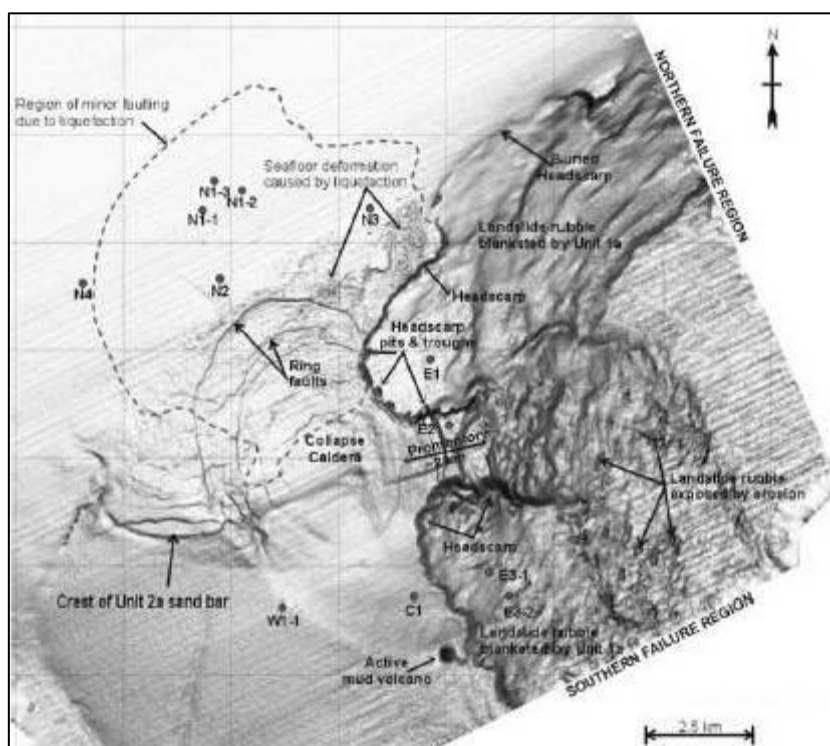 N
NORTHERN FAILURE REGION
Region of minor faulting
due to liquefaction
Buried
Headscarp
Seafloor deformation
caused by liquefaction
N1-3
N1-2
N1-1
N3
Landslide rubble
blanketed by Unit 1a
N4
N2
Headscarp
Headscarp
pits & troughs
E1
Ring
faults
E2
Promontory
Collapse
Caldera
Landslide rubble
exposed by erosion
Headscarp
Crest of Unit 2a sand bar
E3-1
C1
E3-2
W1-1
Landslide rubble
blanketed by Unit 1a
Active
mud volcano
SOUTHERN FAILURE REGION
2.5 km